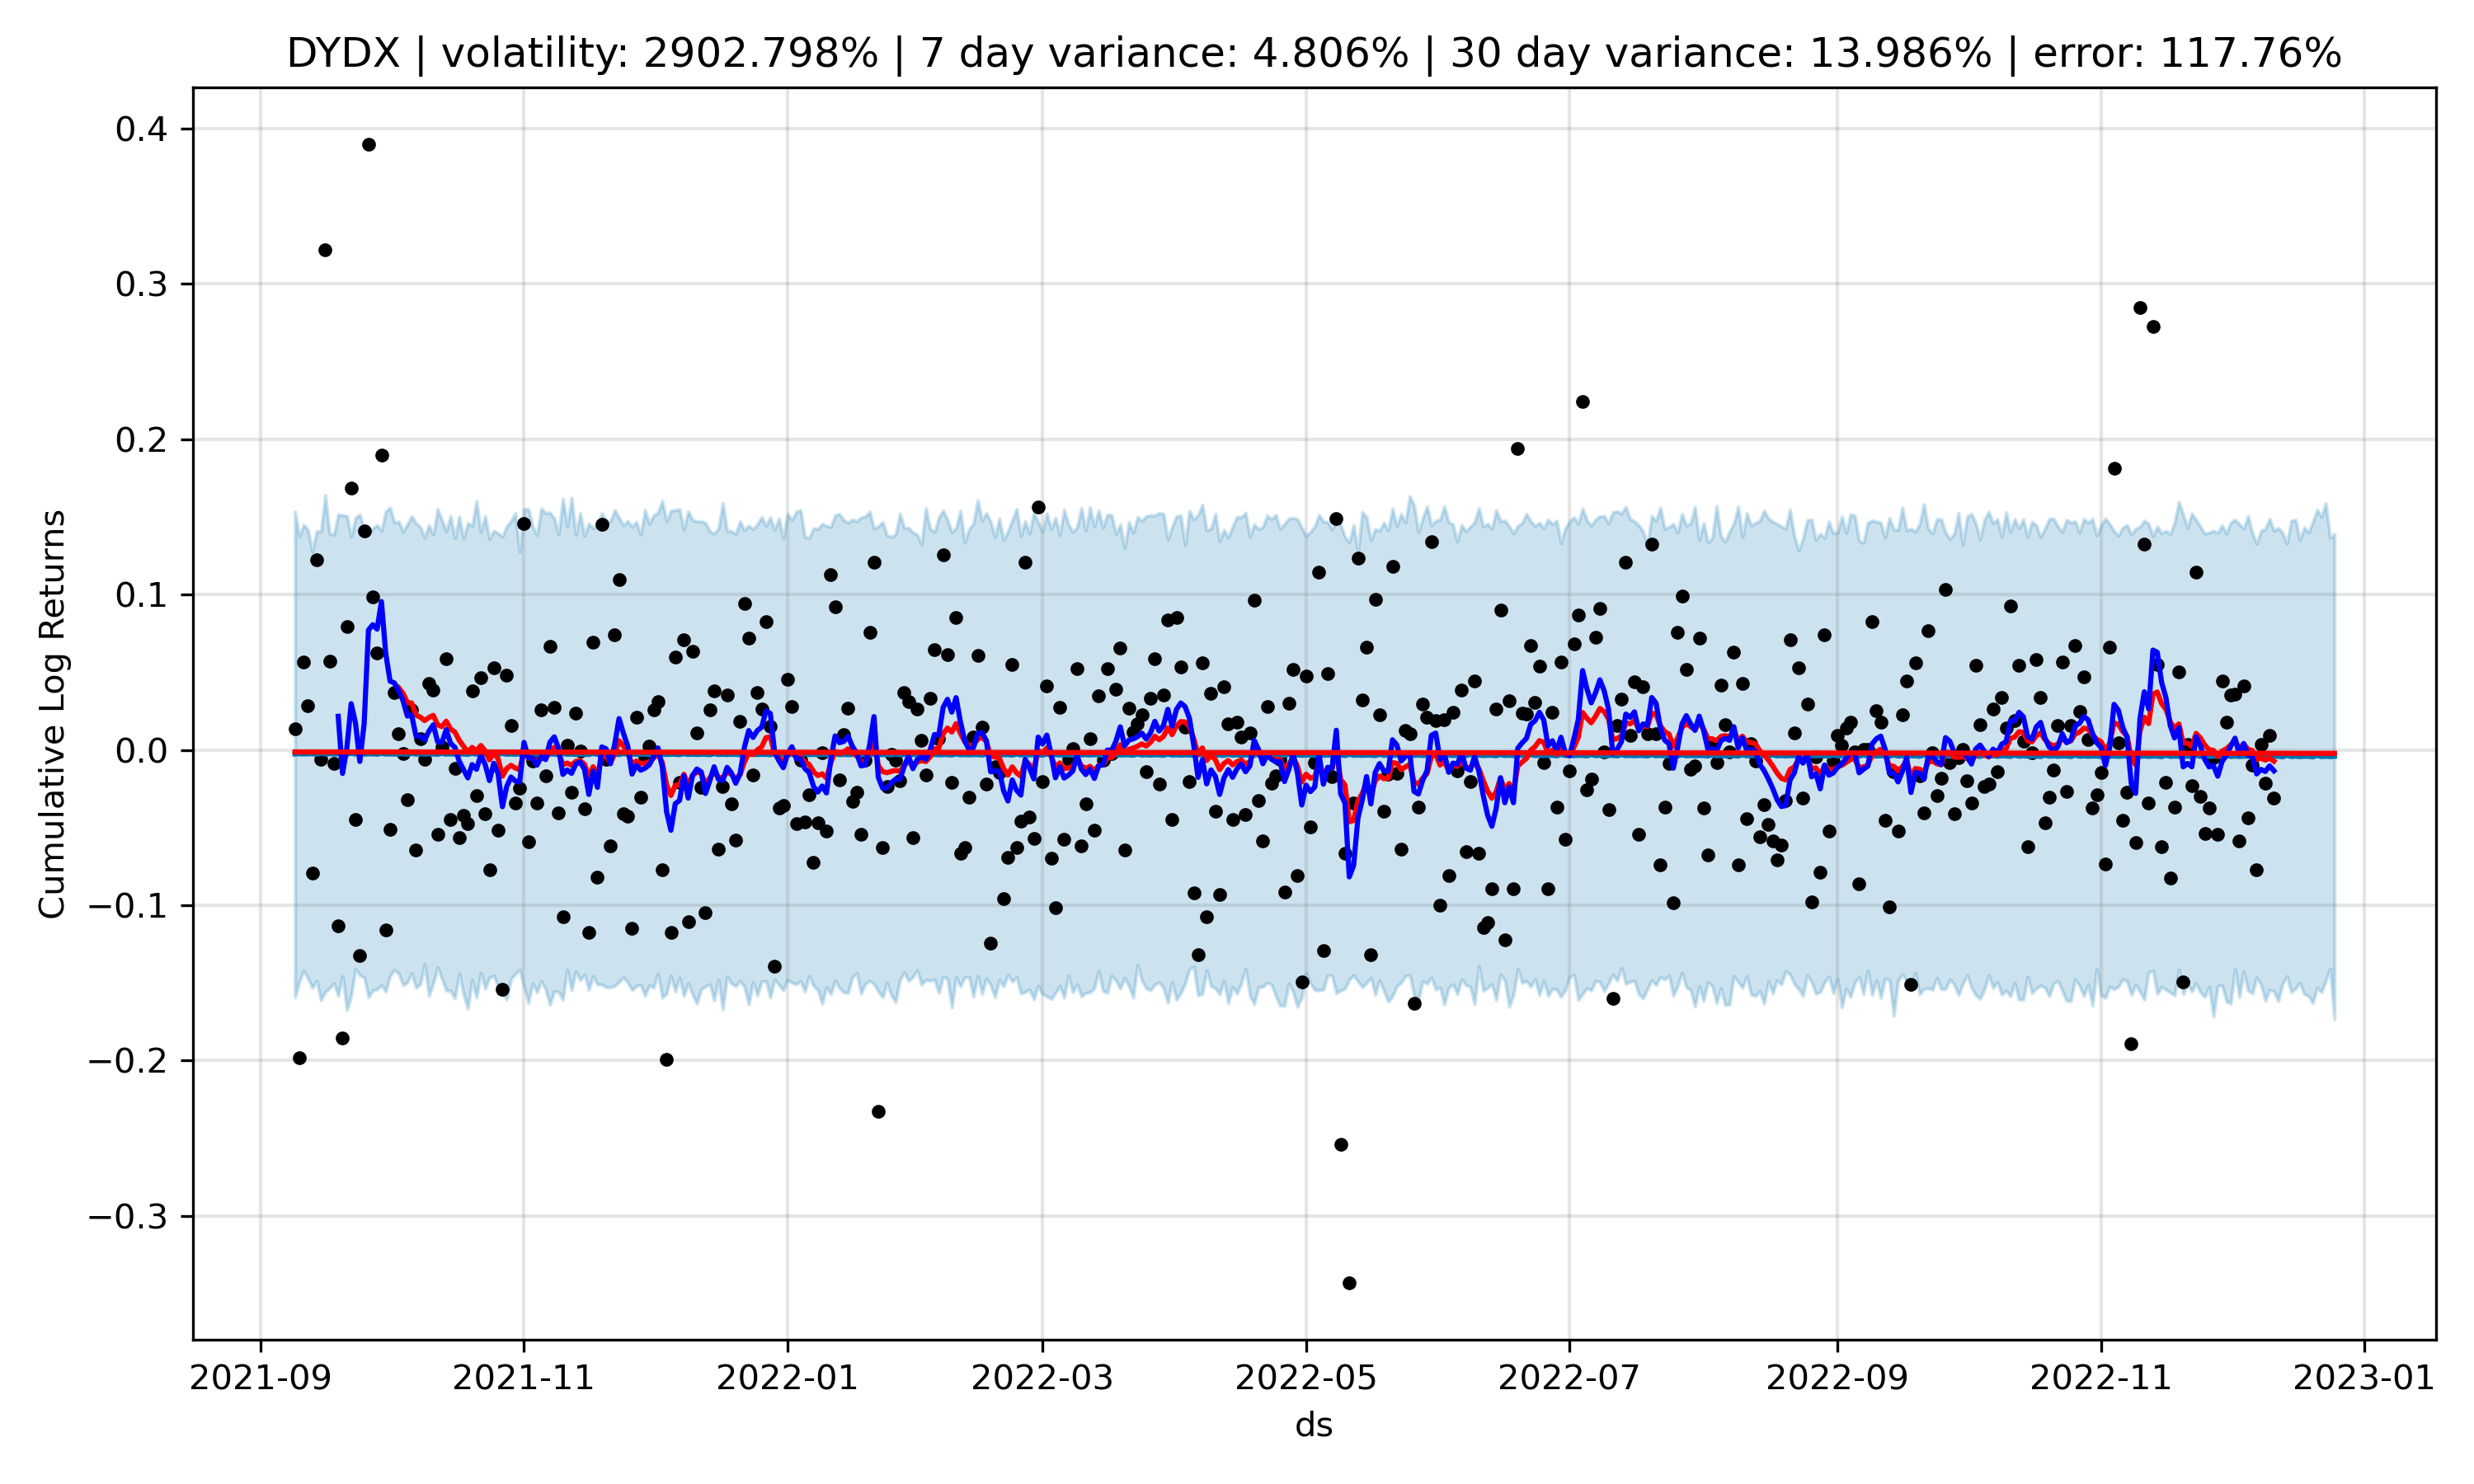 DYDX | volatility: 2902.798% | 7 day variance: 4.806% | 30 day variance: 13.986% | error: 117.76%
0.4
0.3
0.2
0.1
0.0
−0.1
−0.2
−0.3
Cumulative Log Returns
2021-09 2021-11 2022-01 2022-03 2022-05 2022-07 2022-09 2022-11 2023-01
ds